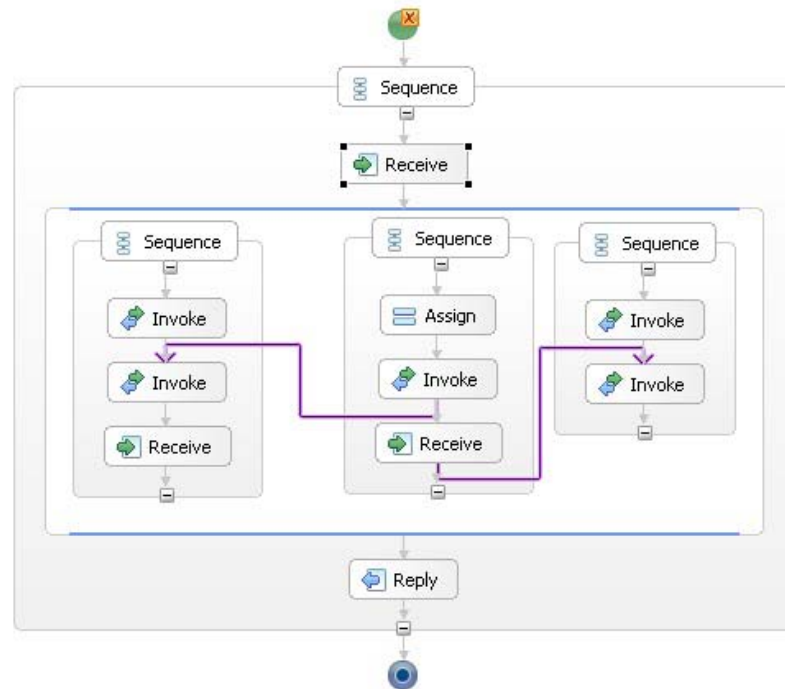 X
Sequence
Receive
Sequence
Invoke
Invoke
Receive
Sequence
Assign
Invoke
Receive
Sequence
Invoke
Invoke
Reply